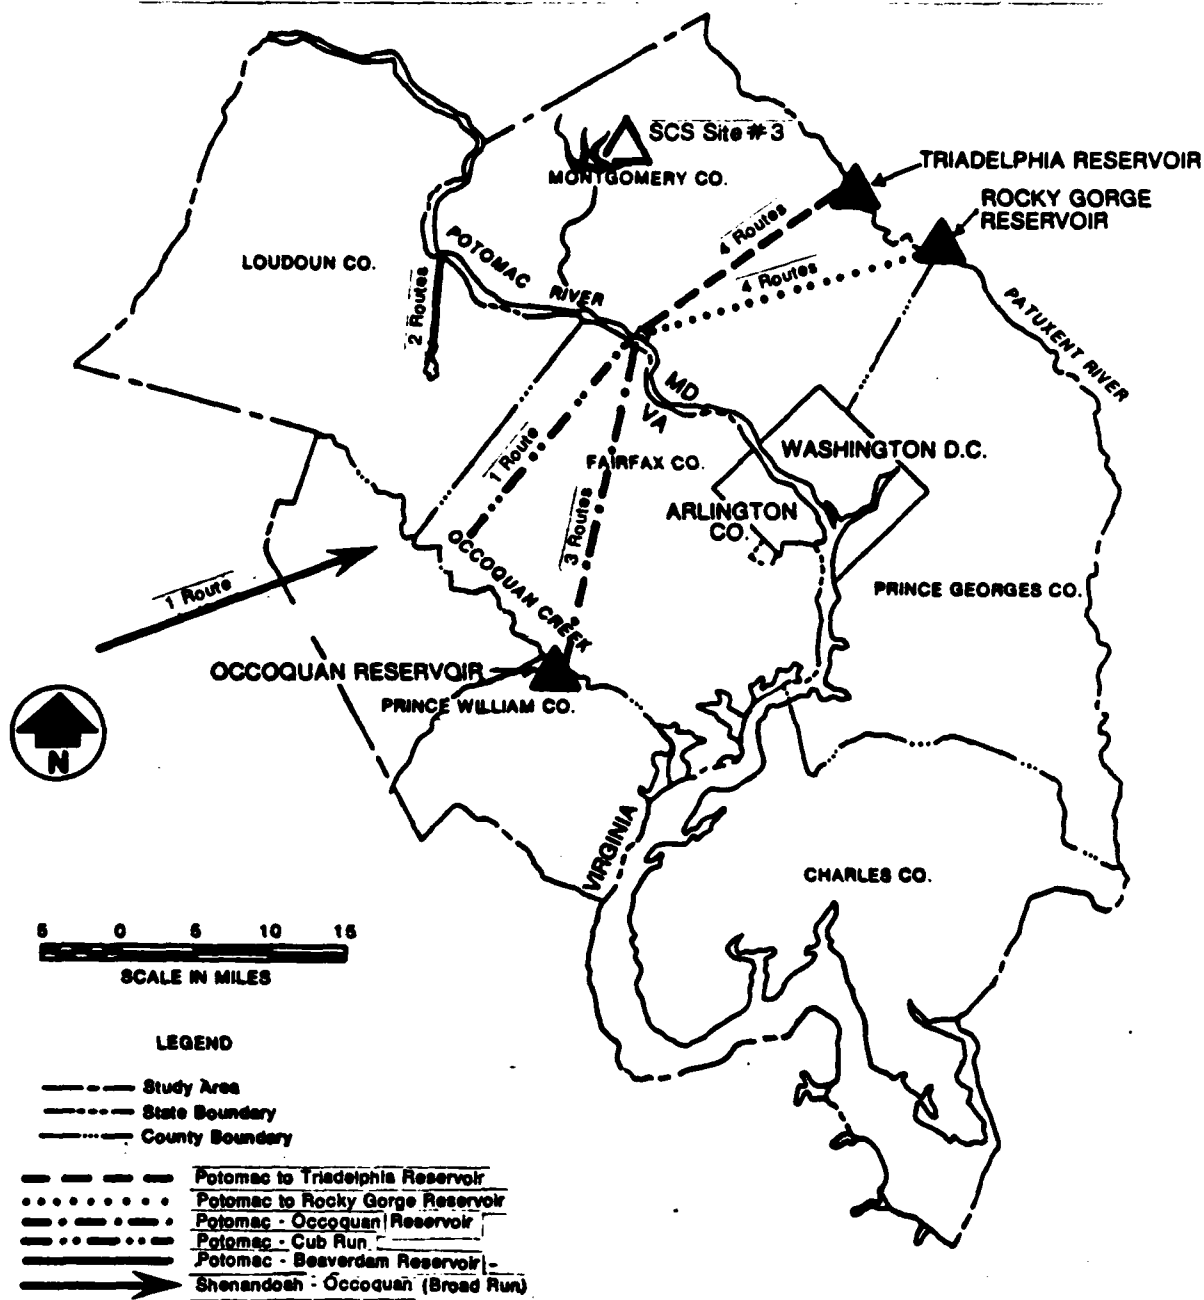 SCS Site # 3
MONTGOMERY CO.
TRIADELPHIA RESERVOIR
ROCKY GORGE
RESERVOIR
4 Routes
4 Routes
LOUDOUN CO.
POTOMAC RIVER
2 Routes
PATUXENT RIVER
MD
VA
1 Route
FAIRFAX CO.
WASHINGTON D.C.
3 Routes
ARLINGTON
CO.
OCCOQUAN CREEK
1 Route
PRINCE GEORGES CO.
OCCOQUAN RESERVOIR
PRINCE WILLIAM CO.
N
VIRGINIA
CHARLES CO.
5 0 5 10 15
SCALE IN MILES
LEGEND
Study Area
State Boundary
County Boundary
Potomac to Triadelphia Reservoir
Potomac to Rocky Gorge Reservoir
Potomac - Occoquan Reservoir
Potomac - Cub Run
Potomac - Beaverdam Reservoir
Shenandoah - Occoquan (Broad Run)